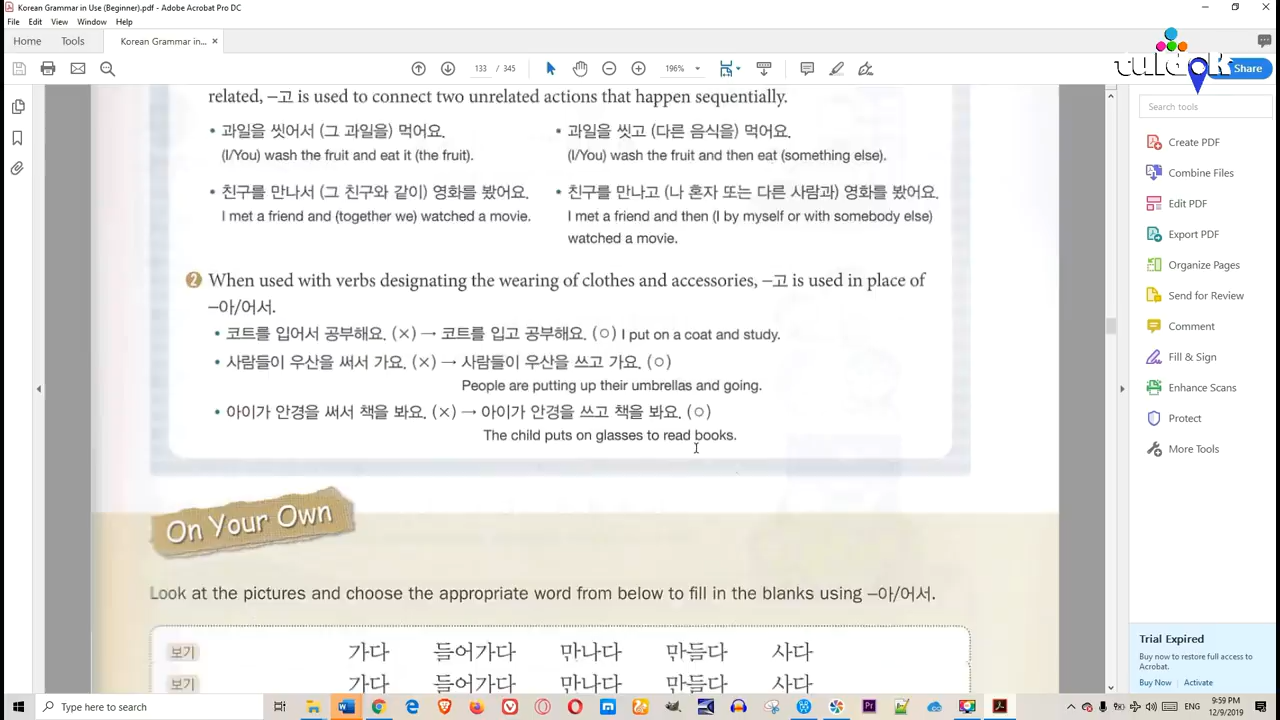 Korean Grammar in Use (Beginner).pdf - Adobe Acrobat Pro DC
File Edit View Window Help
Home Tools Korean Grammar in... ×
133 / 345 196%
tuldok
Share
related, –고 is used to connect two unrelated actions that happen sequentially.
• 과일을 씻어서 (그 과일을) 먹어요. • 과일을 씻고 (다른 음식을) 먹어요.
(I/You) wash the fruit and eat it (the fruit). (I/You) wash the fruit and then eat (something else).
• 친구를 만나서 (그 친구와 같이) 영화를 봤어요. • 친구를 만나고 (나 혼자 또는 다른 사람과) 영화를 봤어요.
I met a friend and (together we) watched a movie. I met a friend and then (I by myself or with somebody else)
watched a movie.
2 When used with verbs designating the wearing of clothes and accessories, –고 is used in place of
–아/어서.
• 코트를 입어서 공부해요. (×) → 코트를 입고 공부해요. (○) I put on a coat and study.
• 사람들이 우산을 써서 가요. (×) → 사람들이 우산을 쓰고 가요. (○)
People are putting up their umbrellas and going.
• 아이가 안경을 써서 책을 봐요. (×) → 아이가 안경을 쓰고 책을 봐요. (○)
The child puts on glasses to read books.
On Your Own
Look at the pictures and choose the appropriate word from below to fill in the blanks using –아/어서.
보기 가다 들어가다 만나다 만들다 사다
보기 가다 들어가다 만나다 만들다 사다
Search tools
Create PDF
Combine Files
Edit PDF
Export PDF
Organize Pages
Send for Review
Comment
Fill & Sign
Enhance Scans
Protect
More Tools
Trial Expired
Buy now to restore full access to
Acrobat.
Buy Now Activate
Type here to search
ENG
9:59 PM
12/9/2019